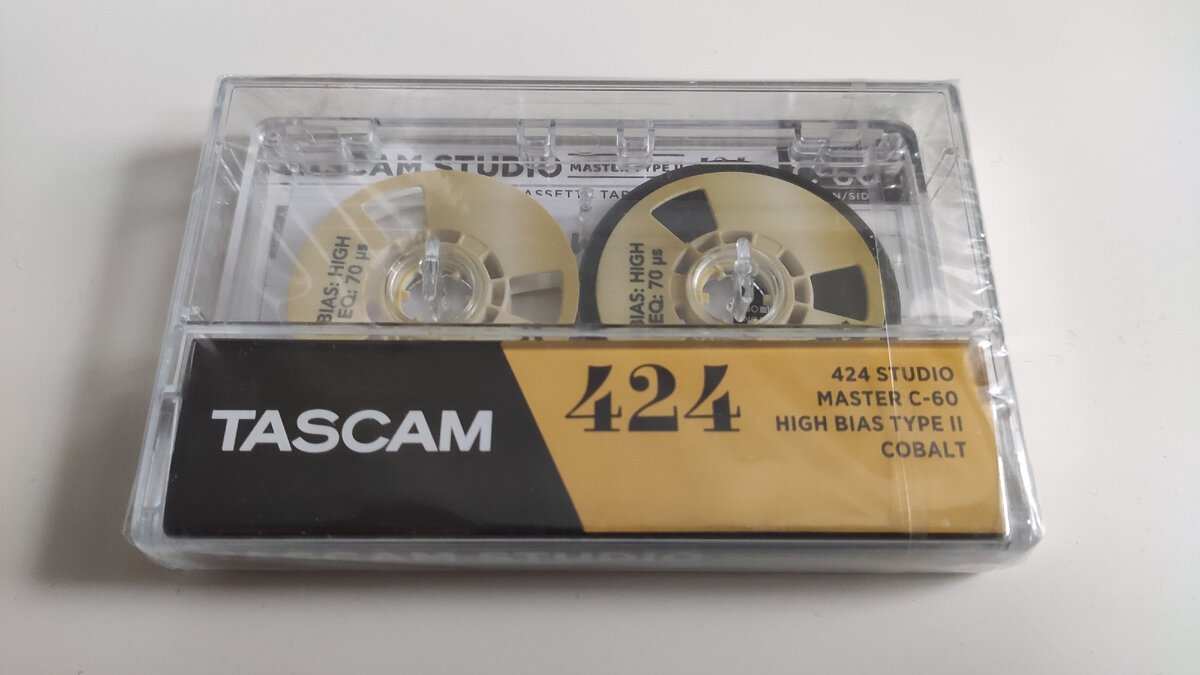 TASCAM STUDIO MASTER TYPE II
BIAS: HIGH
EQ: 70 µs
BIAS: HIGH
EQ: 70 µs
TASCAM
424
424 STUDIO
MASTER C-60
HIGH BIAS TYPE II
COBALT